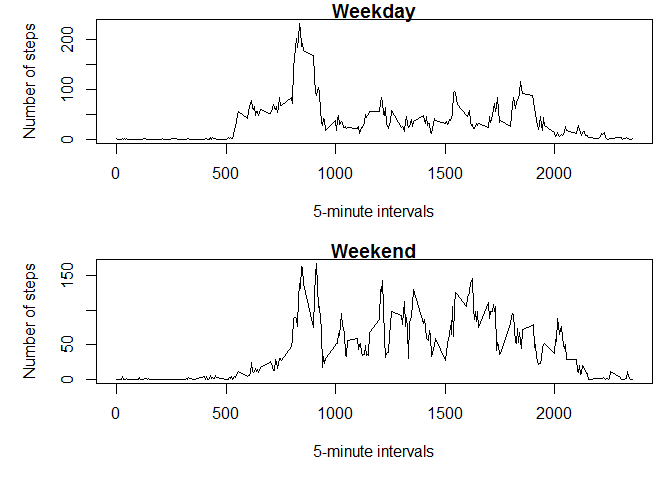 Weekday
Number of steps
0 100 200
0 500 1000 1500 2000
5-minute intervals
Weekend
Number of steps
0 50 150
0 500 1000 1500 2000
5-minute intervals